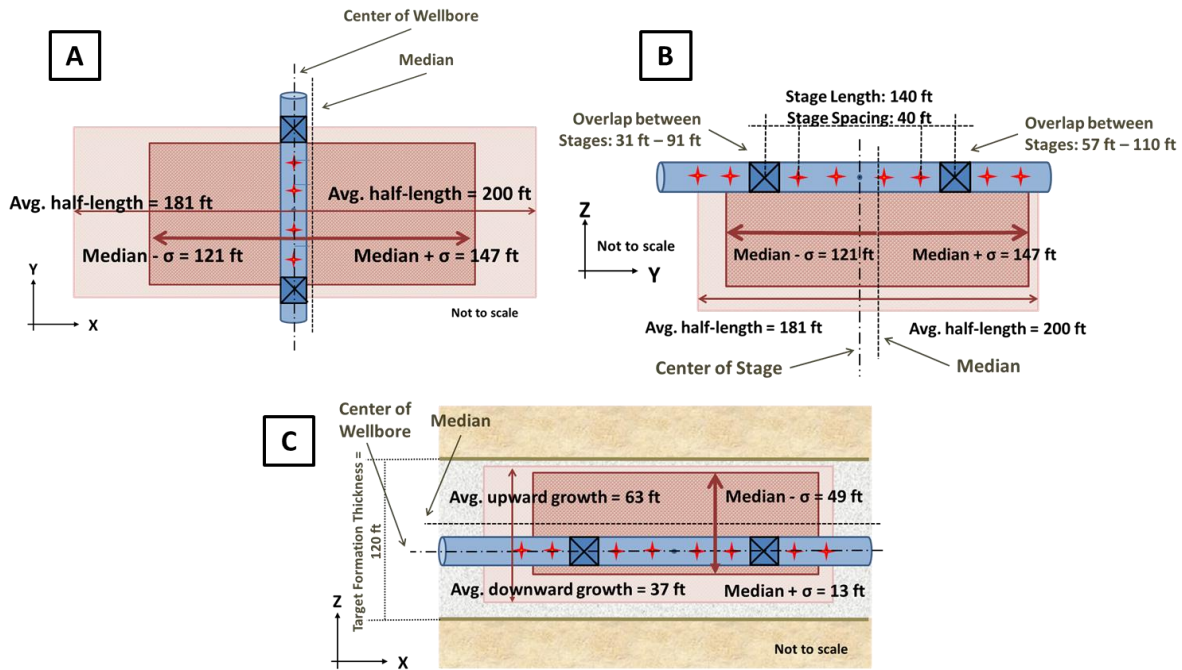 A
Center of Wellbore
Median
Avg. half-length = 181 ft
Avg. half-length = 200 ft
Median - σ = 121 ft
Median + σ = 147 ft
Y
X
Not to scale
B
Stage Length: 140 ft
Stage Spacing: 40 ft
Overlap between
Stages: 31 ft – 91 ft
Overlap between
Stages: 57 ft – 110 ft
Z
Not to scale
Y
Median - σ = 121 ft
Median + σ = 147 ft
Avg. half-length = 181 ft
Avg. half-length = 200 ft
Center of Stage
Median
C
Center of
Wellbore
Median
Target Formation Thickness =
120 ft
Avg. upward growth = 63 ft
Median - σ = 49 ft
Avg. downward growth = 37 ft
Median + σ = 13 ft
Z
X
Not to scale